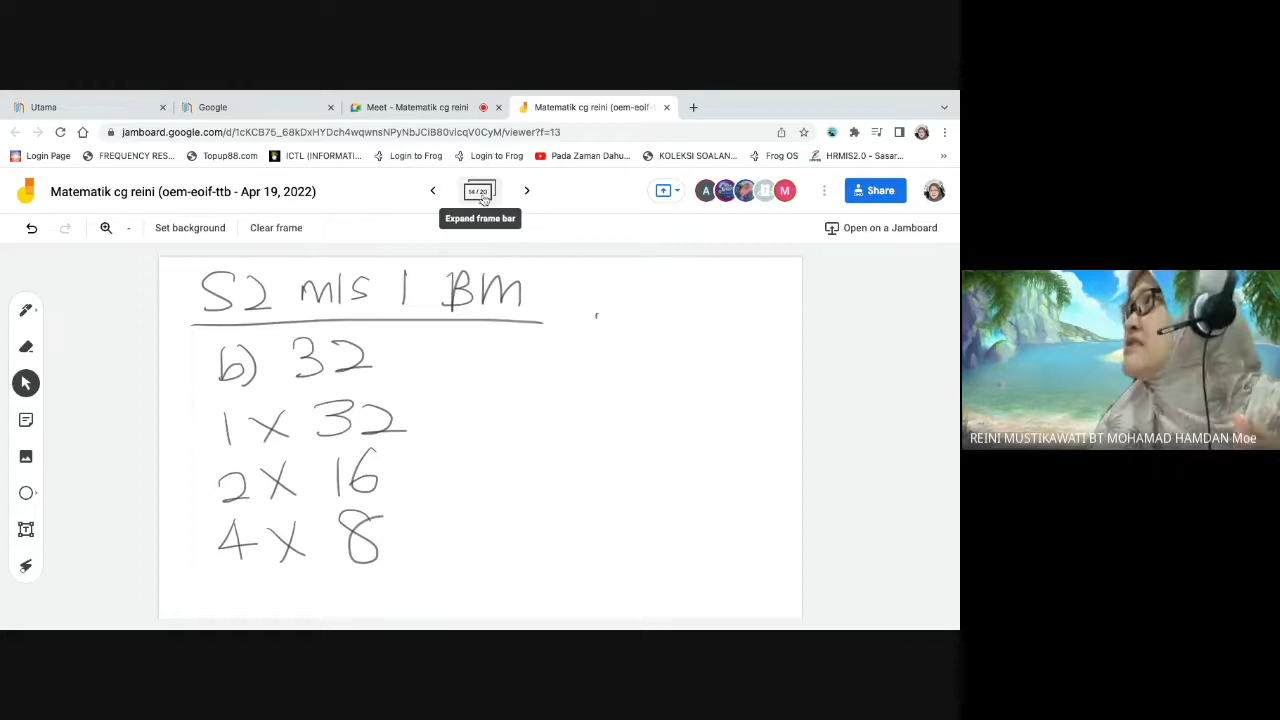 Utama
Google
Meet - Matematik cg reini
Matematik cg reini (oem-eoif-t
jamboard.google.com/d/1cKCB75_68kDxHYDch4wqwnsNPyNbJCiB80vlcqV0CyM/viewer?f=13
Login Page
FREQUENCY RES...
Topup88.com
ICTL (INFORMATI...
Login to Frog
Login to Frog
Pada Zaman Dahu...
KOLEKSI SOALAN...
Frog OS
HRMIS2.0 - Sasar...
Matematik cg reini (oem-eoif-ttb - Apr 19, 2022)
14 / 20
A
M
Share
Expand frame bar
Set background
Clear frame
Open on a Jamboard
S2 m/s 1 BM
b) 32
1 X 32
2 X 16
4 X 8
REINI MUSTIKAWATI BT MOHAMAD HAMDAN Moe